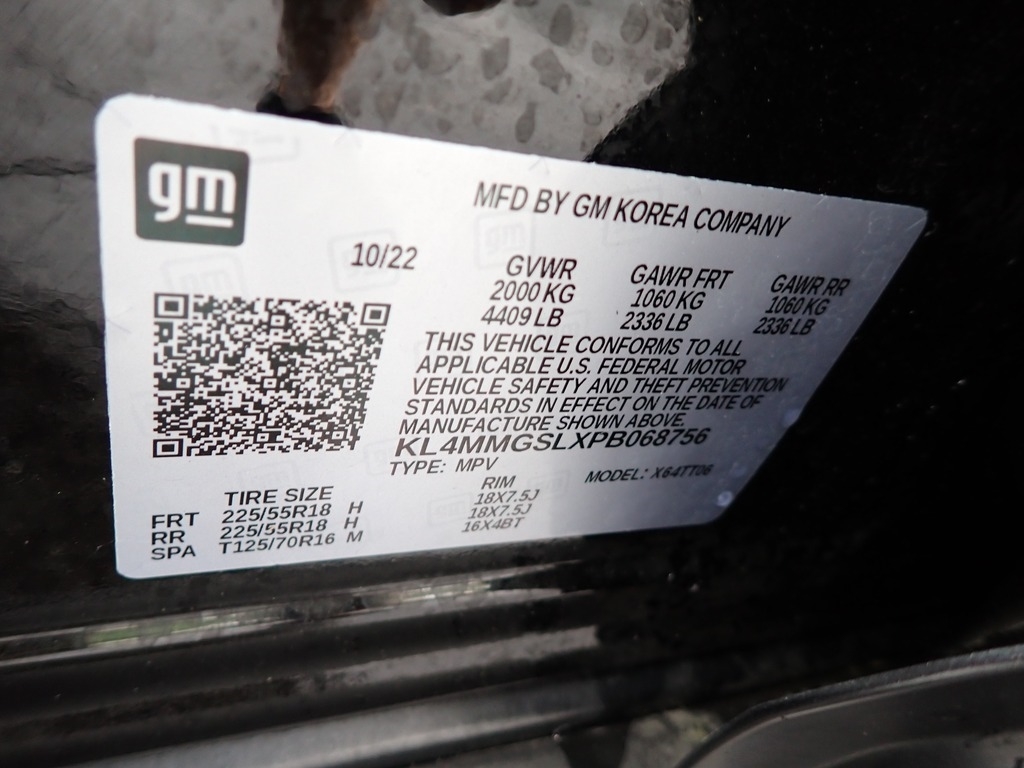 gm
MFD BY GM KOREA COMPANY
10/22
GVWR GAWR FRT GAWR RR
2000 KG 1060 KG 1060 KG
4409 LB 2336 LB 2336 LB
THIS VEHICLE CONFORMS TO ALL
APPLICABLE U.S. FEDERAL MOTOR
VEHICLE SAFETY AND THEFT PREVENTION
STANDARDS IN EFFECT ON THE DATE OF
MANUFACTURE SHOWN ABOVE.
KL4MMGSLXPB068756
TYPE: MPV MODEL: X64TT06
TIRE SIZE RIM
FRT 225/55R18 H 18X7.5J
RR 225/55R18 H 18X7.5J
SPA T125/70R16 M 16X4BT